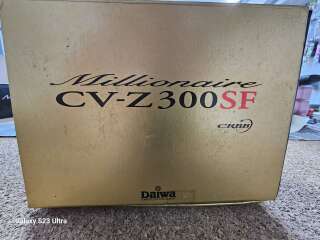 Millionaire
CV-Z300SF
CRBB
Daiwa
Galaxy S23 Ultra